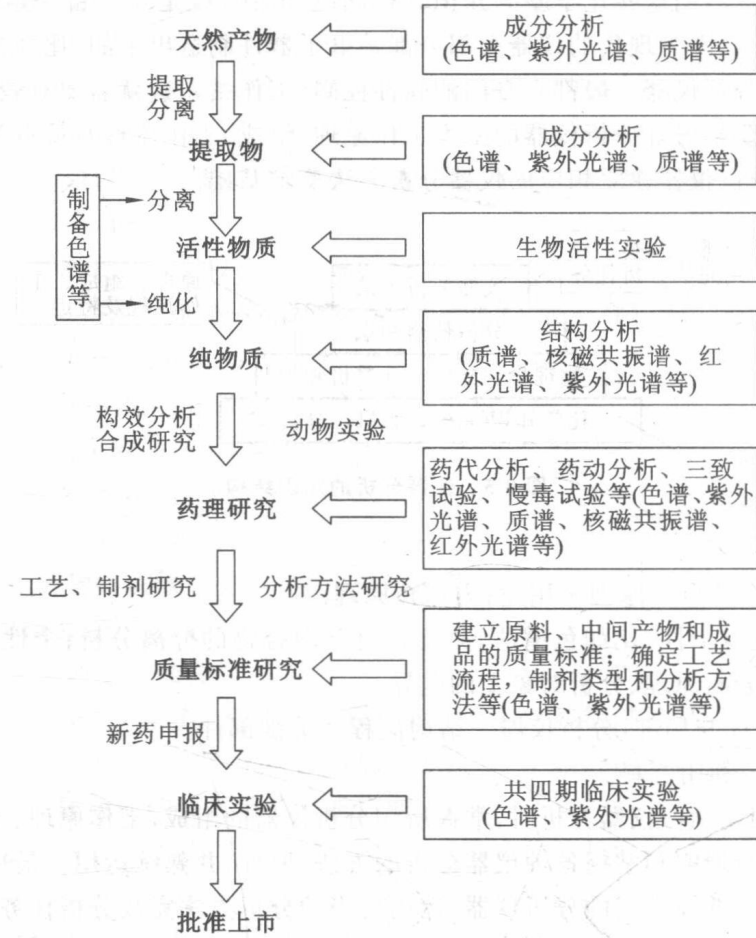 天然产物
成分分析
(色谱、紫外光谱、质谱等)
提取
分离
提取物
成分分析
(色谱、紫外光谱、质谱等)
制备色谱等
分离
活性物质
生物活性实验
纯化
纯物质
结构分析
(质谱、核磁共振谱、红
外光谱、紫外光谱等)
构效分析
合成研究
动物实验
药理研究
药代分析、药动分析、三致
试验、慢毒试验等(色谱、紫外
光谱、质谱、核磁共振谱、
红外光谱等)
工艺、制剂研究
分析方法研究
质量标准研究
建立原料、中间产物和成
品的质量标准；确定工艺
流程，制剂类型和分析方
法等(色谱、紫外光谱等)
新药申报
临床实验
共四期临床实验
(色谱、紫外光谱等)
批准上市